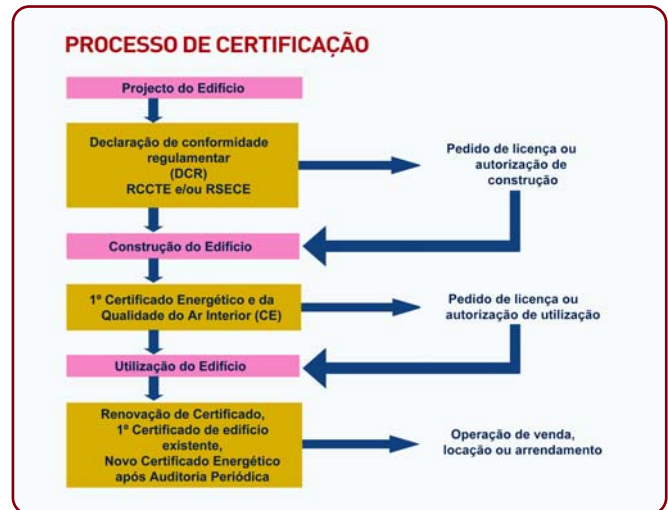 PROCESSO DE CERTIFICAÇÃO
Projecto do Edifício
Declaração de conformidade
regulamentar
(DCR)
RCCTE e/ou RSECE
Pedido de licença ou
autorização de
construção
Construção do Edifício
1º Certificado Energético e da
Qualidade do Ar Interior (CE)
Pedido de licença ou
autorização de utilização
Utilização do Edifício
Renovação de Certificado,
1º Certificado de edifício
existente,
Novo Certificado Energético
após Auditoria Periódica
Operação de venda,
locação ou arrendamento